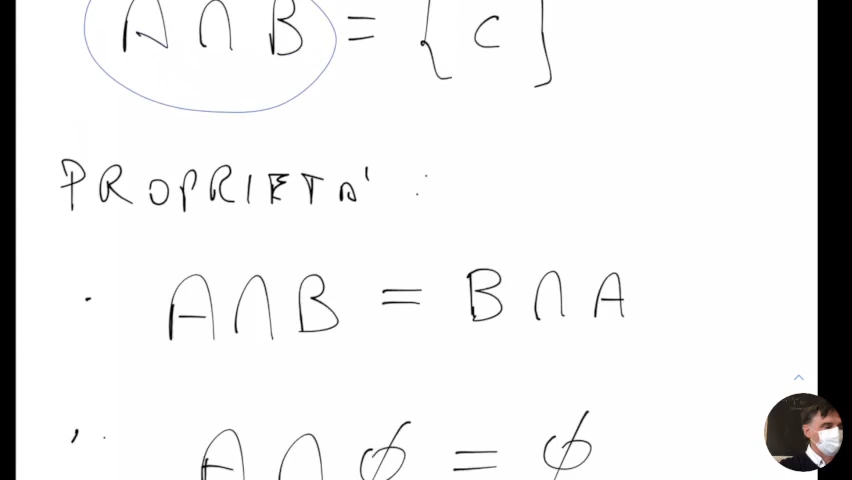 A ∩ B = { c }
PROPRIETA' :
· A ∩ B = B ∩ A
· A ∩ ϕ = ϕ